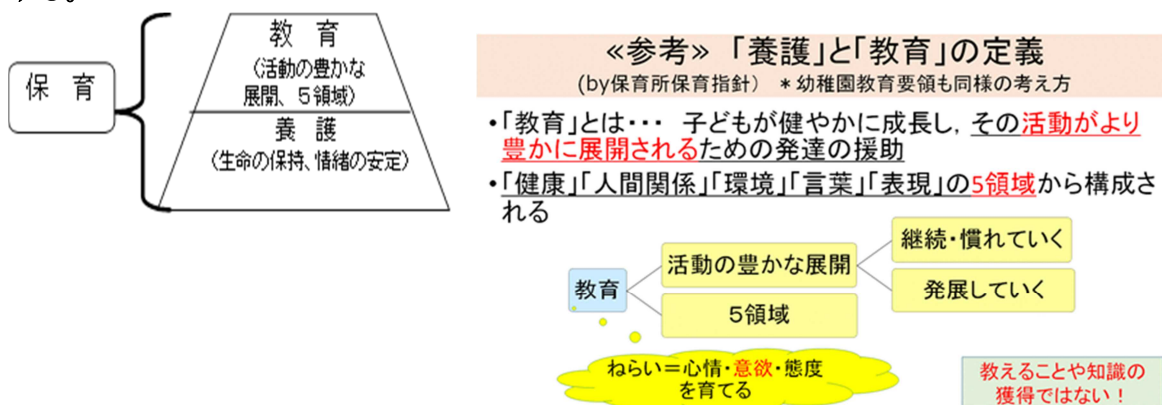 する。
保 育
教 育
(活動の豊かな
展開、5領域)
養 護
(生命の保持、情緒の安定)
≪参考≫ 「養護」と「教育」の定義
(by保育所保育指針) *幼稚園教育要領も同様の考え方
・「教育」とは・・・ 子どもが健やかに成長し,その活動がより
豊かに展開されるための発達の援助
・「健康」「人間関係」「環境」「言葉」「表現」の5領域から構成さ
れる
教育
活動の豊かな展開
5領域
継続・慣れていく
発展していく
ねらい=心情・意欲・態度
を育てる
教えることや知識の
獲得ではない!